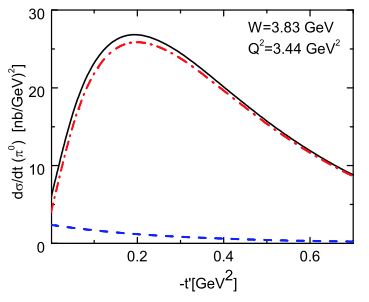 30
20
10
0
dσ/dt (π⁰) [nb/GeV)²]
W=3.83 GeV
Q²=3.44 GeV²
0.2 0.4 0.6
-t'[GeV²]